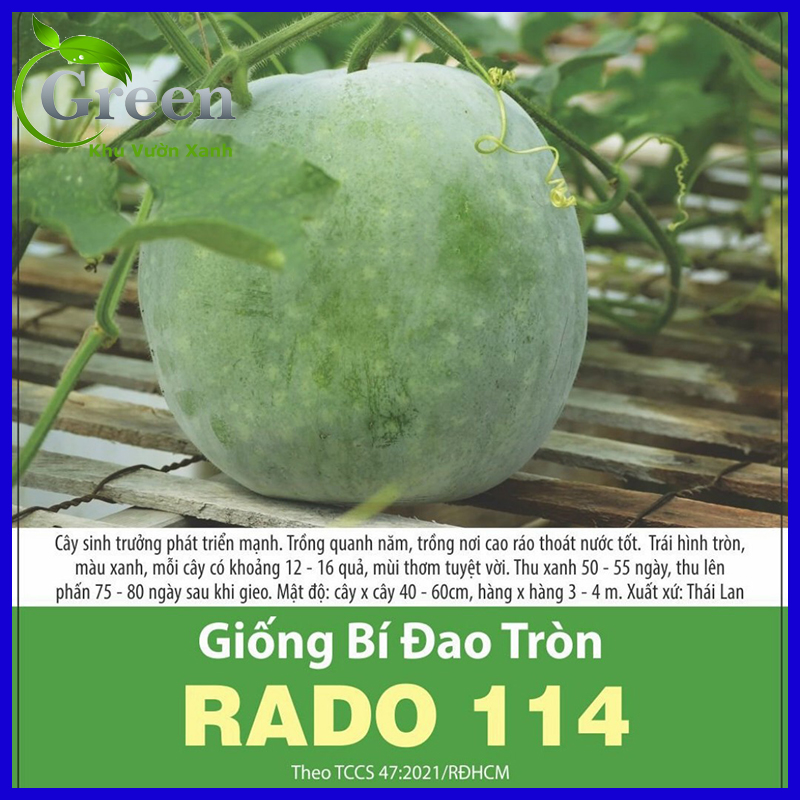 Green
Khu Vườn Xanh
Cây sinh trưởng phát triển mạnh. Trồng quanh năm, trồng nơi cao ráo thoát nước tốt. Trái hình tròn,
màu xanh, mỗi cây có khoảng 12 - 16 quả, mùi thơm tuyệt vời. Thu xanh 50 - 55 ngày, thu lên
phấn 75 - 80 ngày sau khi gieo. Mật độ: cây x cây 40 - 60cm, hàng x hàng 3 - 4 m. Xuất xứ: Thái Lan
Giống Bí Đao Tròn
RADO 114
Theo TCCS 47:2021/RĐHCM